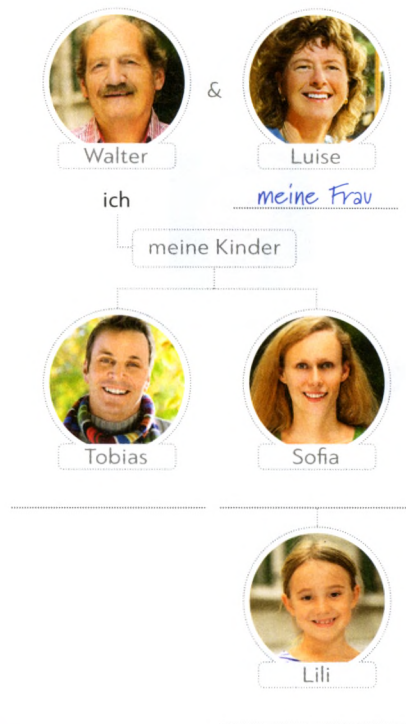 &
Walter Luise
ich meine Frau
meine Kinder
Tobias Sofia
Lili